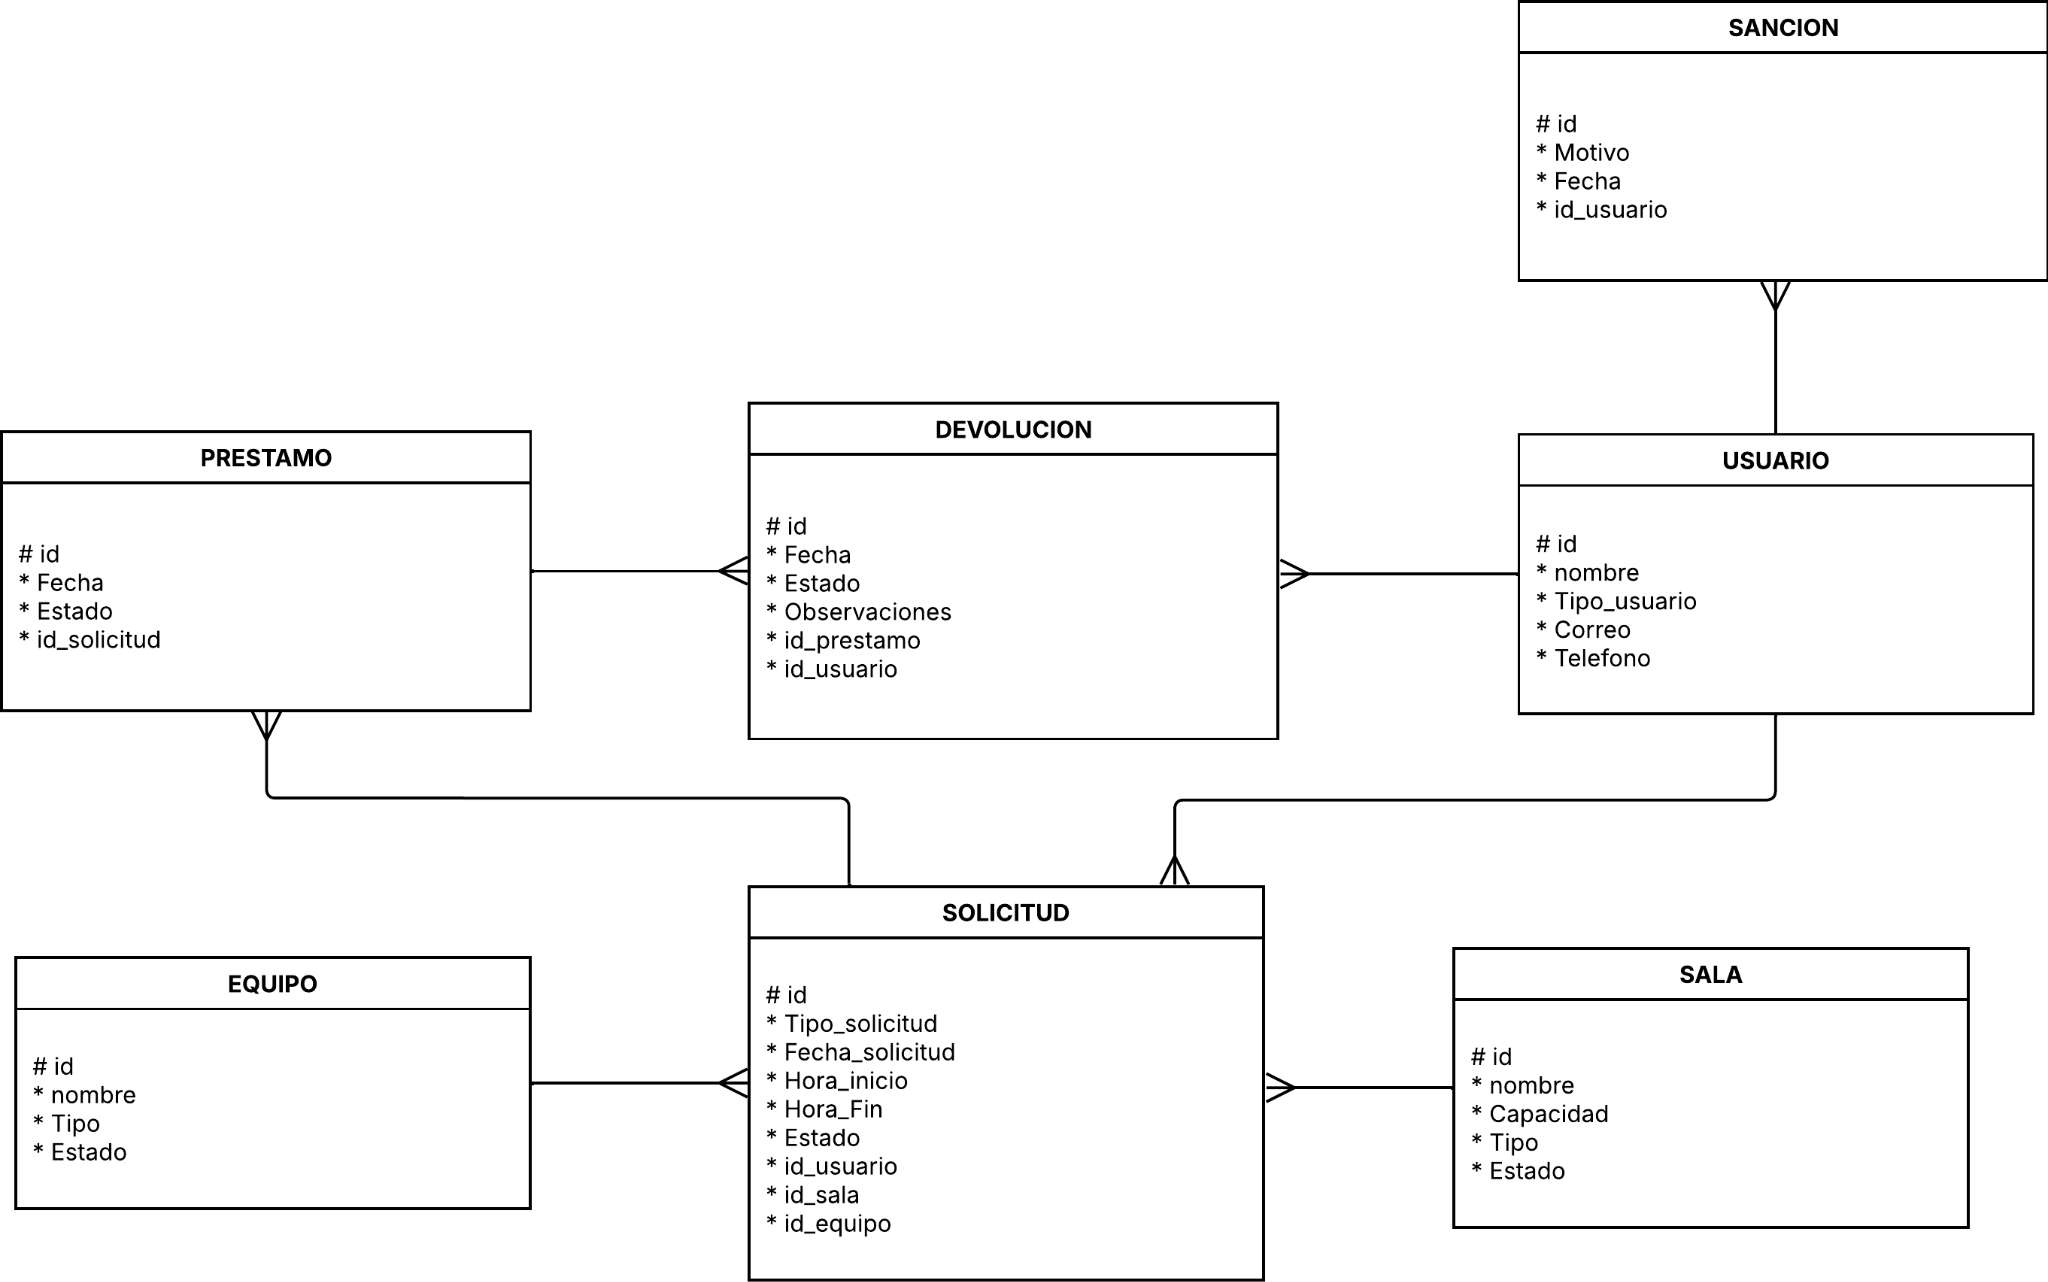 SANCION
# id
* Motivo
* Fecha
* id_usuario
PRESTAMO
# id
* Fecha
* Estado
* id_solicitud
DEVOLUCION
# id
* Fecha
* Estado
* Observaciones
* id_prestamo
* id_usuario
USUARIO
# id
* nombre
* Tipo_usuario
* Correo
* Telefono
EQUIPO
# id
* nombre
* Tipo
* Estado
SOLICITUD
# id
* Tipo_solicitud
* Fecha_solicitud
* Hora_inicio
* Hora_Fin
* Estado
* id_usuario
* id_sala
* id_equipo
SALA
# id
* nombre
* Capacidad
* Tipo
* Estado